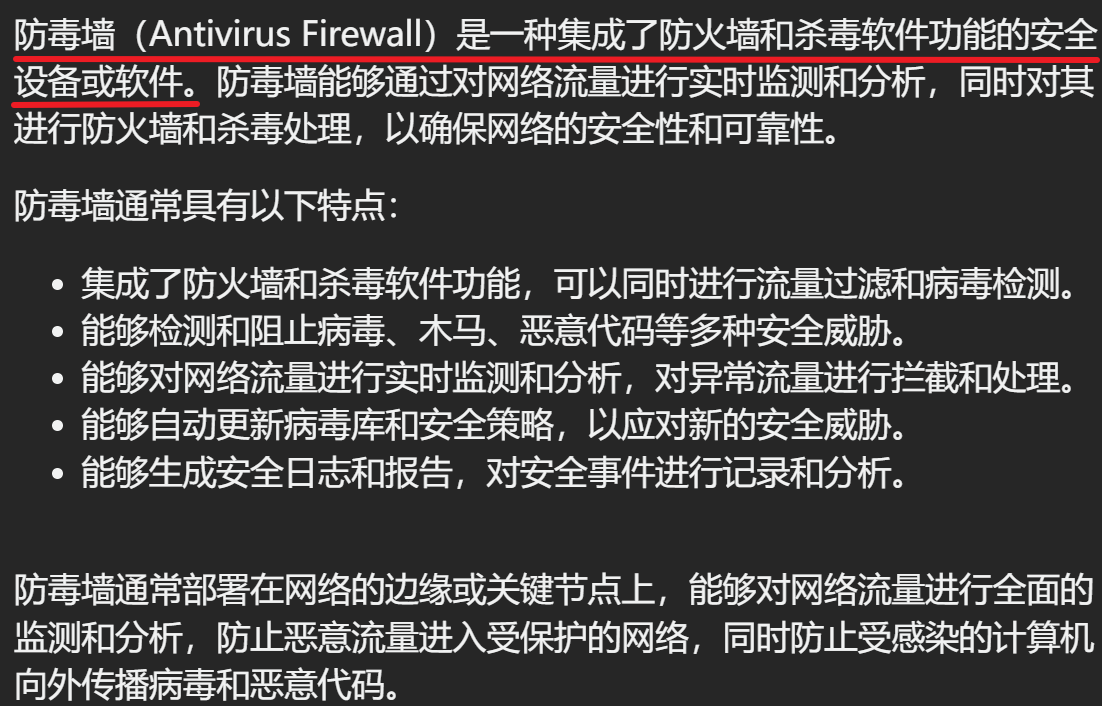 防毒墙（Antivirus Firewall）是一种集成了防火墙和杀毒软件功能的安全
设备或软件。防毒墙能够通过对网络流量进行实时监测和分析，同时对其
进行防火墙和杀毒处理，以确保网络的安全性和可靠性。
防毒墙通常具有以下特点：
• 集成了防火墙和杀毒软件功能，可以同时进行流量过滤和病毒检测。
• 能够检测和阻止病毒、木马、恶意代码等多种安全威胁。
• 能够对网络流量进行实时监测和分析，对异常流量进行拦截和处理。
• 能够自动更新病毒库和安全策略，以应对新的安全威胁。
• 能够生成安全日志和报告，对安全事件进行记录和分析。
防毒墙通常部署在网络的边缘或关键节点上，能够对网络流量进行全面的
监测和分析，防止恶意流量进入受保护的网络，同时防止受感染的计算机
向外传播病毒和恶意代码。